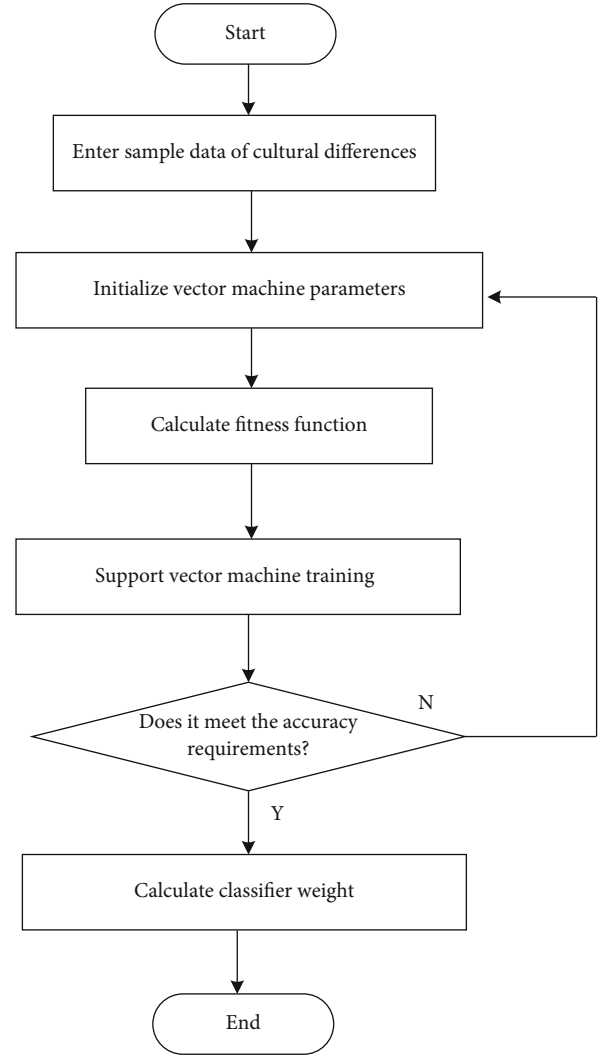 Start
Enter sample data of cultural differences
Initialize vector machine parameters
Calculate fitness function
Support vector machine training
Does it meet the accuracy
requirements?
N
Y
Calculate classifier weight
End